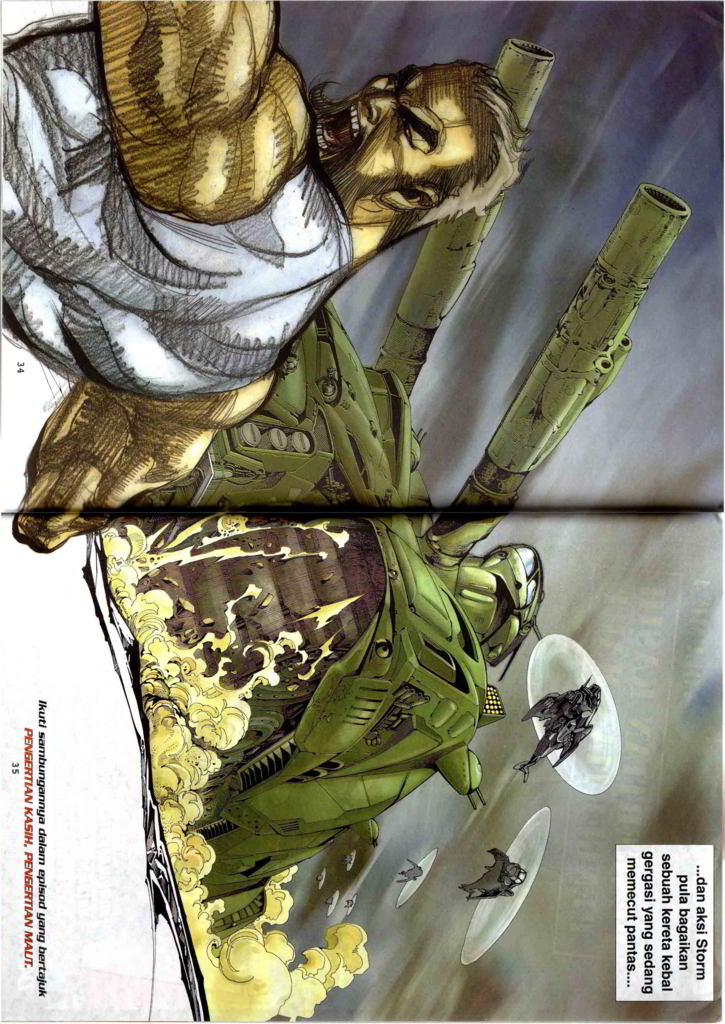 ...dan aksi Storm
pula bagaikan
sebuah kereta kebal
gergasi yang sedang
memecut pantas....
34
Ikuti sambungannya dalam episod yang bertajuk
PENGERTIAN KASIH, PENGERTIAN MAUT.
35